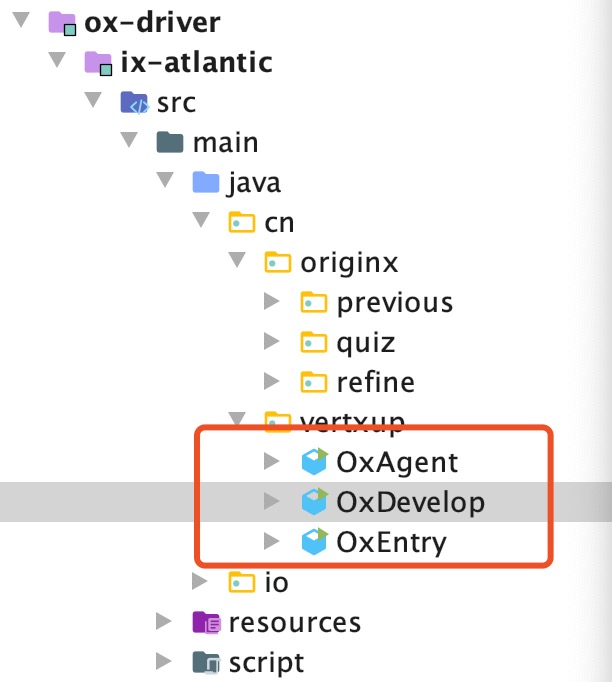 ox-driver
ix-atlantic
src
main
java
cn
originx
previous
quiz
refine
vertxup
OxAgent
OxDevelop
OxEntry
io
resources
script